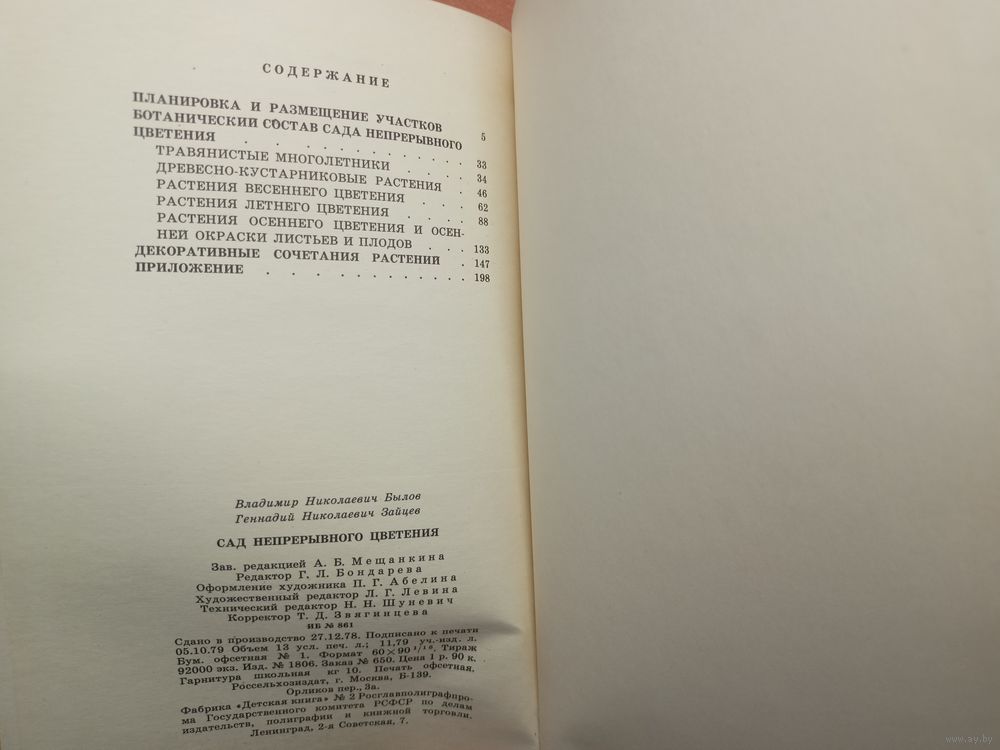 СОДЕРЖАНИЕ
ПЛАНИРОВКА И РАЗМЕЩЕНИЕ УЧАСТКОВ 5
БОТАНИЧЕСКИЙ СОСТАВ САДА НЕПРЕРЫВНОГО
ЦВЕТЕНИЯ . . . . . . . . . . . 33
ТРАВЯНИСТЫЕ МНОГОЛЕТНИКИ . . . . 34
ДРЕВЕСНО-КУСТАРНИКОВЫЕ РАСТЕНИЯ . 46
РАСТЕНИЯ ВЕСЕННЕГО ЦВЕТЕНИЯ . . . 62
РАСТЕНИЯ ЛЕТНЕГО ЦВЕТЕНИЯ . . . . 88
РАСТЕНИЯ ОСЕННЕГО ЦВЕТЕНИЯ И ОСЕН-
НЕЙ ОКРАСКИ ЛИСТЬЕВ И ПЛОДОВ . . . 133
ДЕКОРАТИВНЫЕ СОЧЕТАНИЯ РАСТЕНИЙ . 147
ПРИЛОЖЕНИЕ . . . . . . . . . . 198
Владимир Николаевич Былов
Геннадий Николаевич Зайцев
САД НЕПРЕРЫВНОГО ЦВЕТЕНИЯ
Зав. редакцией А. Б. Мещанкина
Редактор Г. Л. Бондарева
Оформление художника П. Г. Абелина
Художественный редактор Л. Г. Левина
Технический редактор Н. Н. Шуневич
Корректор Т. Д. Звягинцева
ИБ № 861
Сдано в производство 27.12.78. Подписано к печати
05.10.79 Объем 13 усл. печ. л.; 11,79 уч.-изд. л.
Бум. офсетная № 1. Формат 60×90 1/16. Тираж
92000 экз. Изд. № 1806. Заказ № 650. Цена 1 р. 90 к.
Гарнитура школьная кг 10. Печать офсетная.
Россельхозиздат, г. Москва, Б-139.
Орликов пер., 3а.
Фабрика «Детская книга» № 2 Росглавполиграфпро-
ма Государственного комитета РСФСР по делам
издательств, полиграфии и книжной торговли.
Ленинград, 2-я Советская, 7.
www.ay.by